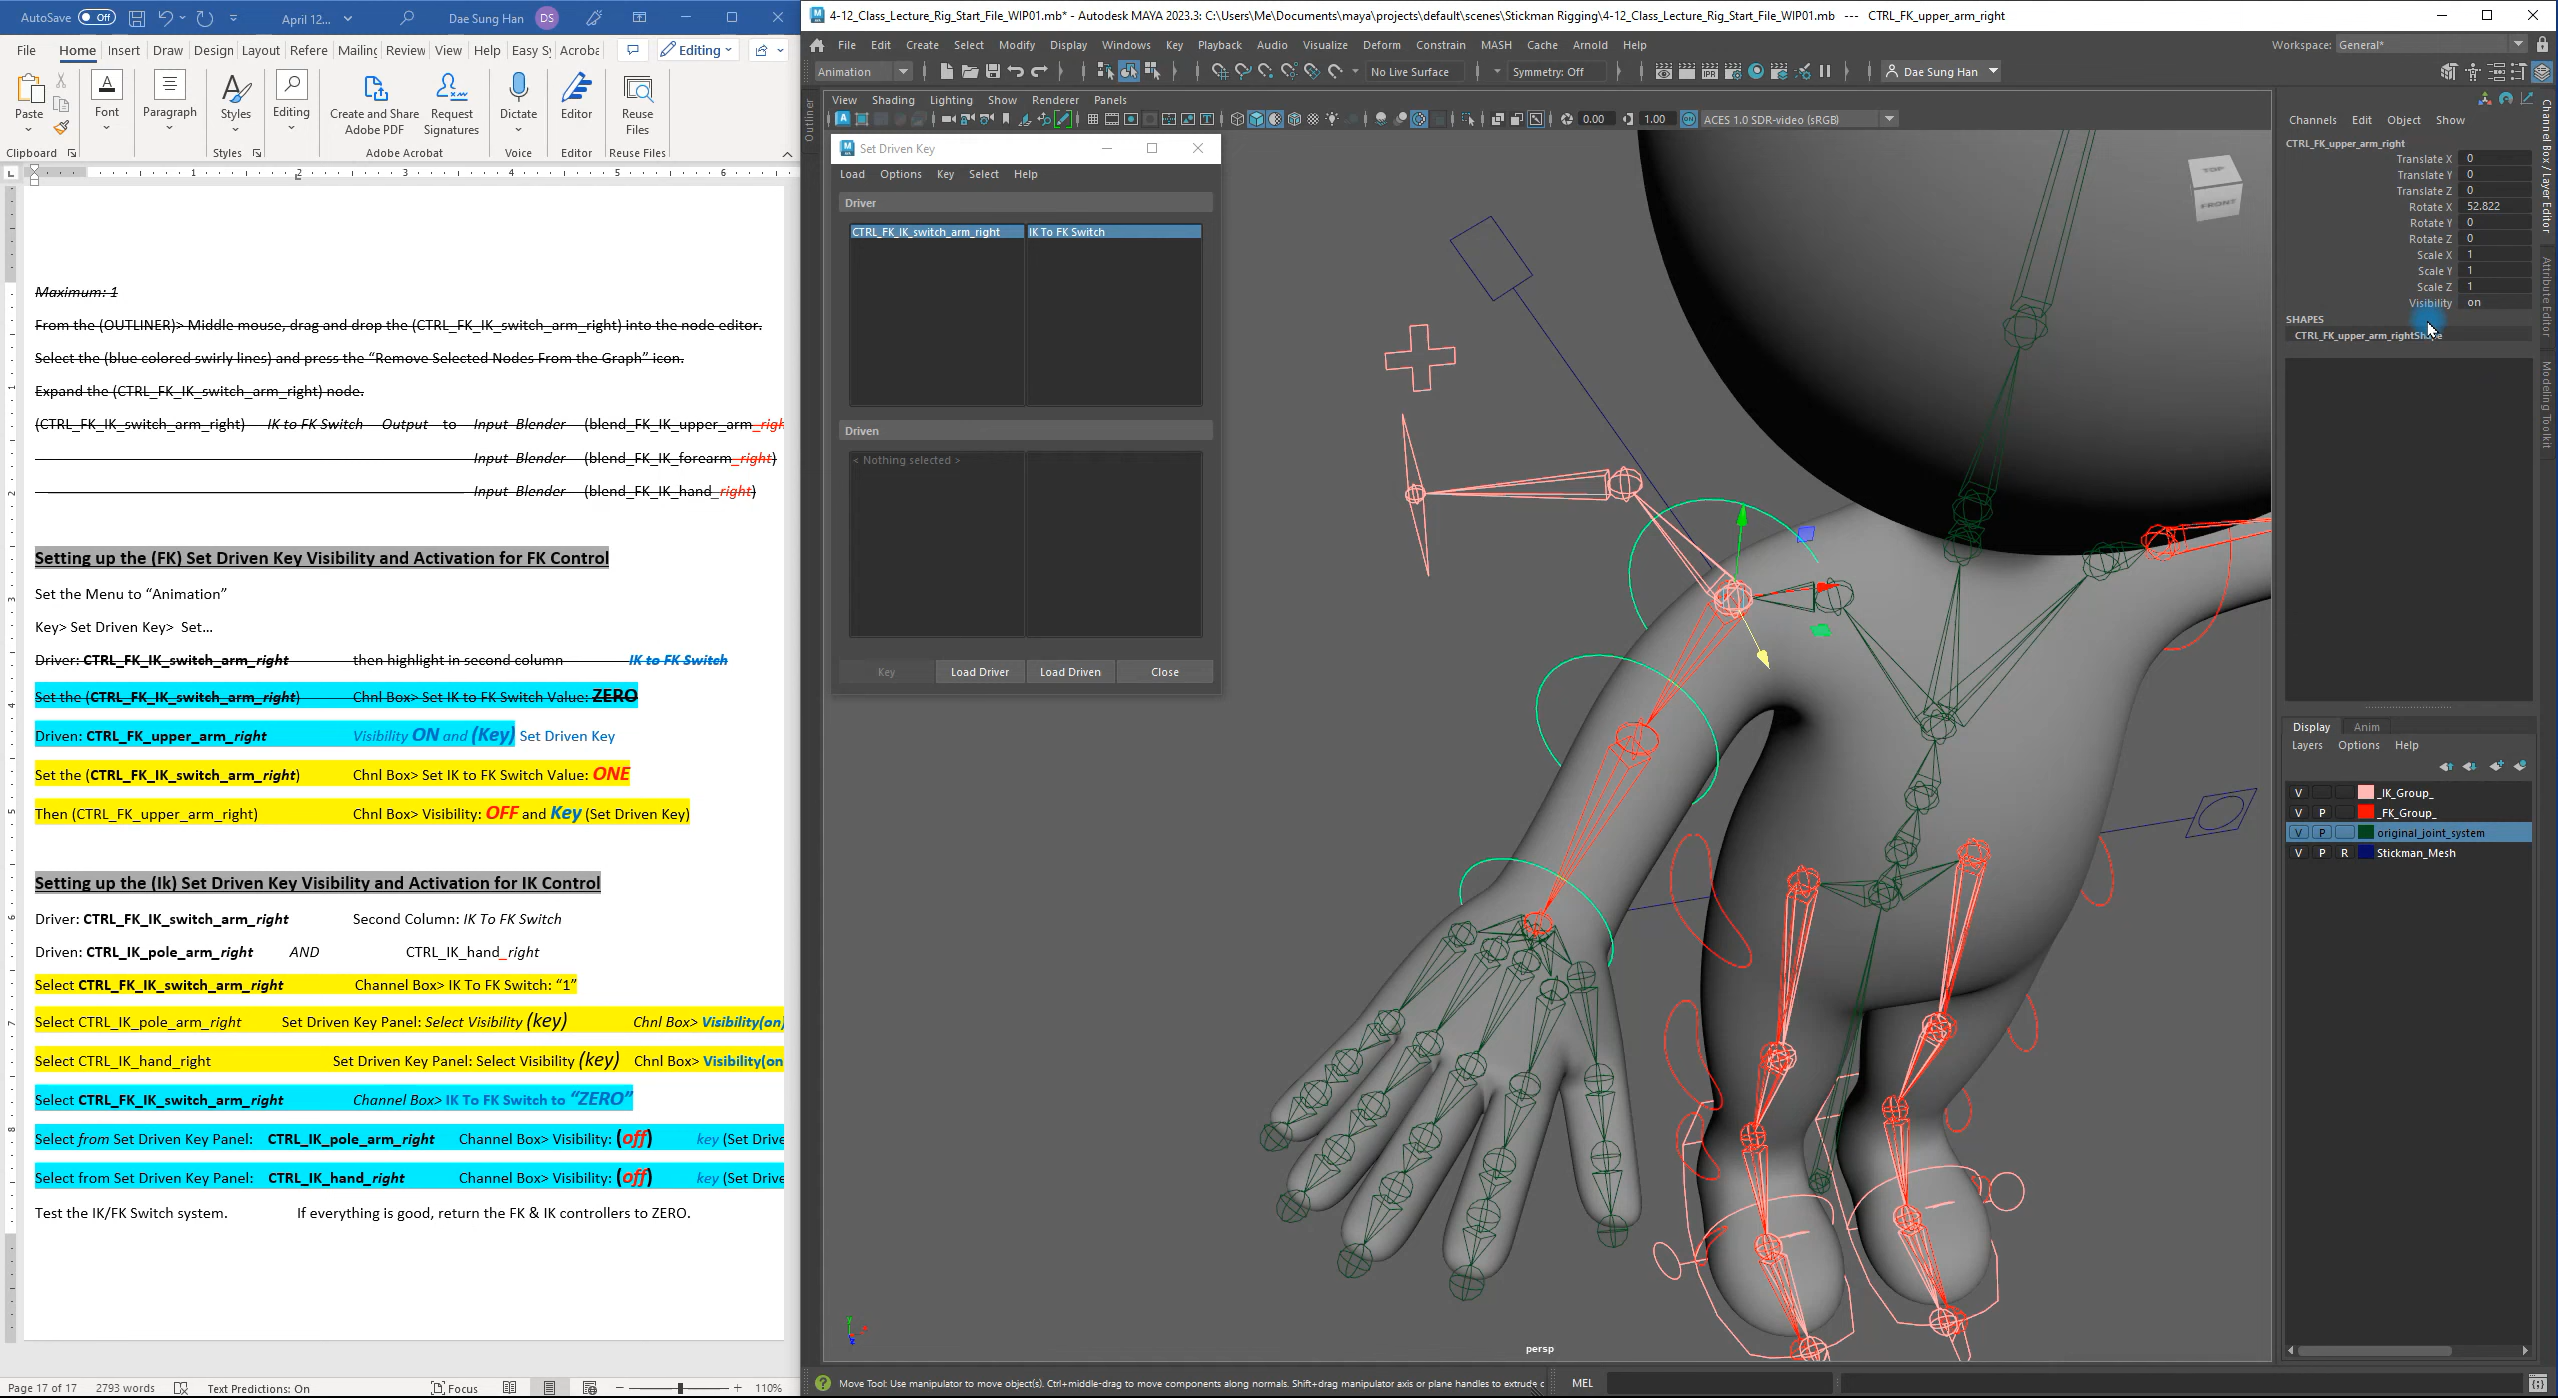 AutoSave Off April 12... Dae Sung Han DS
File Home Insert Draw Design Layout Refere Mailing Review View Help Easy Sy Acroba Editing
Paste Font Paragraph Styles Editing Create and Share Adobe PDF Request Signatures Dictate Editor Reuse Files
Clipboard Styles Adobe Acrobat Voice Editor Reuse Files
1 2 3 4 5 6
Maximum: 1
From the (OUTLINER)> Middle mouse, drag and drop the (CTRL_FK_IK_switch_arm_right) into the node editor.
Select the (blue colored swirly lines) and press the “Remove Selected Nodes From the Graph” icon.
Expand the (CTRL_FK_IK_switch_arm_right) node.
(CTRL_FK_IK_switch_arm_right) IK to FK Switch Output to Input Blender (blend_FK_IK_upper_arm_righ
Input Blender (blend_FK_IK_forearm_right)
Input Blender (blend_FK_IK_hand_right)
Setting up the (FK) Set Driven Key Visibility and Activation for FK Control
Set the Menu to “Animation”
Key> Set Driven Key> Set...
Driver: CTRL_FK_IK_switch_arm_right then highlight in second column IK to FK Switch
Set the (CTRL_FK_IK_switch_arm_right) Chnl Box> Set IK to FK Switch Value: ZERO
Driven: CTRL_FK_upper_arm_right Visibility ON and (Key) Set Driven Key
Set the (CTRL_FK_IK_switch_arm_right) Chnl Box> Set IK to FK Switch Value: ONE
Then (CTRL_FK_upper_arm_right) Chnl Box> Visibility: OFF and Key (Set Driven Key)
Setting up the (Ik) Set Driven Key Visibility and Activation for IK Control
Driver: CTRL_FK_IK_switch_arm_right Second Column: IK To FK Switch
Driven: CTRL_IK_pole_arm_right AND CTRL_IK_hand_right
Select CTRL_FK_IK_switch_arm_right Channel Box> IK To FK Switch: “1”
Select CTRL_IK_pole_arm_right Set Driven Key Panel: Select Visibility (key) Chnl Box> Visibility(on)
Select CTRL_IK_hand_right Set Driven Key Panel: Select Visibility (key) Chnl Box> Visibility(on
Select CTRL_FK_IK_switch_arm_right Channel Box> IK To FK Switch to “ZERO”
Select from Set Driven Key Panel: CTRL_IK_pole_arm_right Channel Box> Visibility: (off) key (Set Drive
Select from Set Driven Key Panel: CTRL_IK_hand_right Channel Box> Visibility: (off) key (Set Drive
Test the IK/FK Switch system. If everything is good, return the FK & IK controllers to ZERO.
Page 17 of 17 2793 words Text Predictions: On Focus 110%
4-12_Class_Lecture_Rig_Start_File_WIP01.mb* - Autodesk MAYA 2023.3: C:\Users\Me\Documents\maya\projects\default\scenes\Stickman Rigging\4-12_Class_Lecture_Rig_Start_File_WIP01.mb --- CTRL_FK_upper_arm_right
File Edit Create Select Modify Display Windows Key Playback Audio Visualize Deform Constrain MASH Cache Arnold Help Workspace: General*
Animation No Live Surface Symmetry: Off IPR Dae Sung Han
View Shading Lighting Show Renderer Panels
0.00 1.00 ACES 1.0 SDR-video (sRGB)
Outliner
Set Driven Key
Load Options Key Select Help
Driver
CTRL_FK_IK_switch_arm_right IK To FK Switch
Driven
< Nothing selected >
Key Load Driver Load Driven Close
TOP
FRONT
persp
Channels Edit Object Show
CTRL_FK_upper_arm_right
Translate X 0
Translate Y 0
Translate Z 0
Rotate X 52.822
Rotate Y 0
Rotate Z 0
Scale X 1
Scale Y 1
Scale Z 1
Visibility on
SHAPES
CTRL_FK_upper_arm_rightShape
Channel Box / Layer Editor
Attribute Editor
Modeling Toolkit
Display Anim
Layers Options Help
V _IK_Group_
V P _FK_Group_
V P original_joint_system
V P R Stickman_Mesh
Move Tool: Use manipulator to move object(s). Ctrl+middle-drag to move components along normals. Shift+drag manipulator axis or plane handles to extrude c MEL